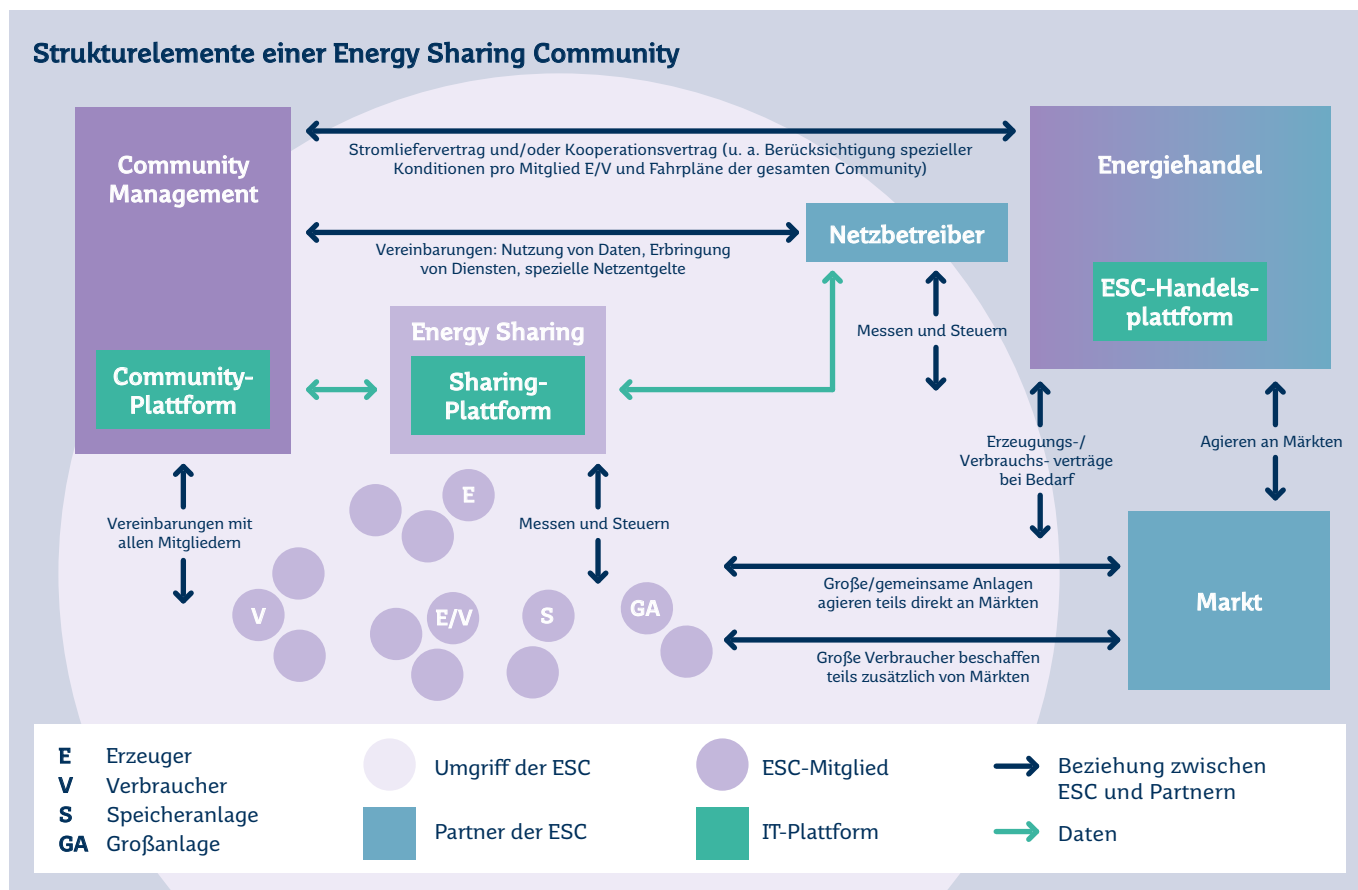 Strukturelemente einer Energy Sharing Community
Community
Management
Stromliefervertrag und/oder Kooperationsvertrag (u. a. Berücksichtigung spezieller
Konditionen pro Mitglied E/V und Fahrpläne der gesamten Community)
Energiehandel
Netzbetreiber
Vereinbarungen: Nutzung von Daten, Erbringung
von Diensten, spezielle Netzentgelte
ESC-Handels-
plattform
Energy Sharing
Messen und Steuern
Community-
Plattform
Sharing-
Plattform
Erzeugungs-/
Verbrauchs- verträge
bei Bedarf
Agieren an Märkten
Vereinbarungen mit
allen Mitgliedern
E
Messen und Steuern
V
E/V
S
GA
Große/gemeinsame Anlagen
agieren teils direkt an Märkten
Markt
Große Verbraucher beschaffen
teils zusätzlich von Märkten
E Erzeuger
V Verbraucher
S Speicheranlage
GA Großanlage
Umgriff der ESC
Partner der ESC
ESC-Mitglied
IT-Plattform
Beziehung zwischen
ESC und Partnern
Daten